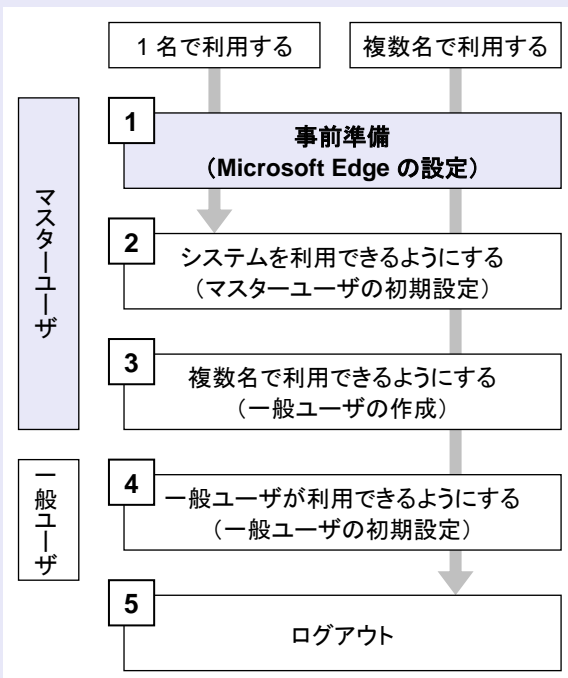 1 名で利用する
複数名で利用する
マスターユーザ
1
事前準備
（Microsoft Edge の設定）
2
システムを利用できるようにする
（マスターユーザの初期設定）
3
複数名で利用できるようにする
（一般ユーザの作成）
一般ユーザ
4
一般ユーザが利用できるようにする
（一般ユーザの初期設定）
5
ログアウト